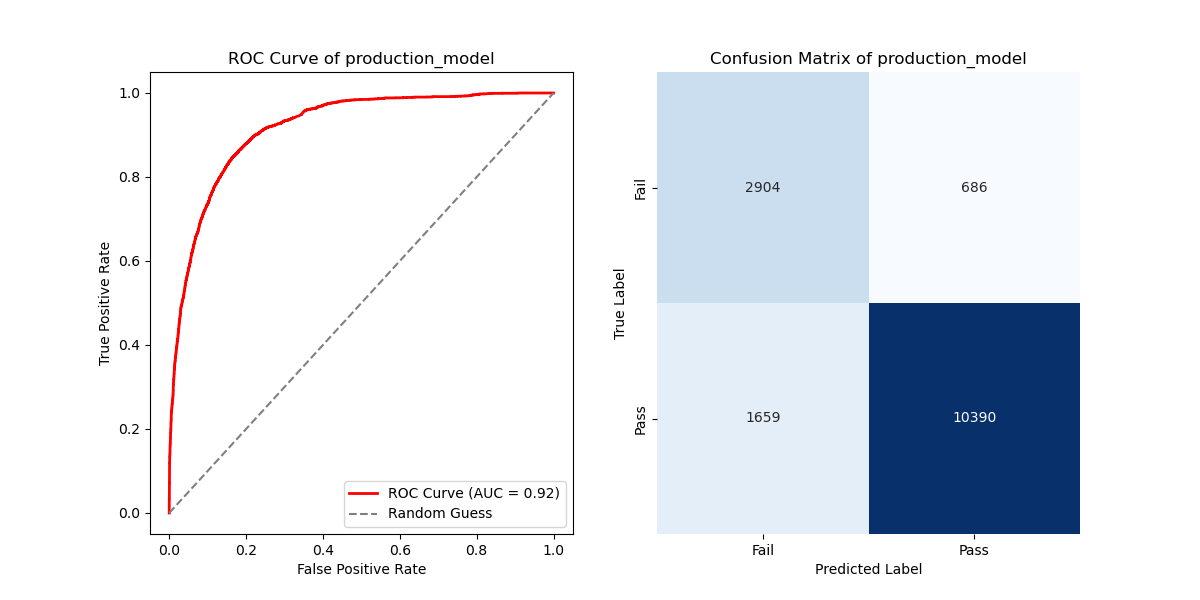 ROC Curve of production_model
1.0
0.8
0.6
0.4
0.2
0.0
True Positive Rate
ROC Curve (AUC = 0.92)
Random Guess
0.0 0.2 0.4 0.6 0.8 1.0
False Positive Rate
Confusion Matrix of production_model
True Label
Fail
2904 686
Pass
1659 10390
Fail Pass
Predicted Label